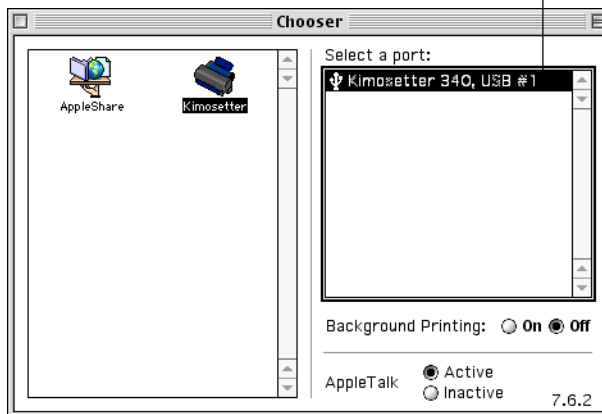 Chooser
AppleShare
Kimosetter
Select a port:
Kimosetter 340, USB #1
Background Printing: On Off
AppleTalk
Active
Inactive
7.6.2